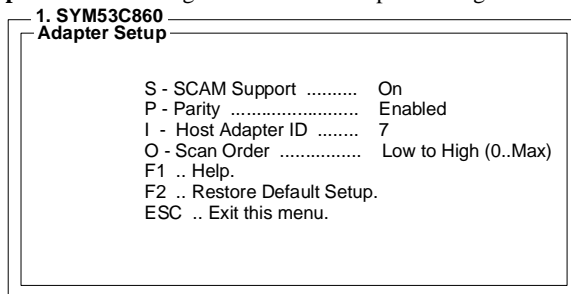 1. SYM53C860
Adapter Setup
S - SCAM Support .......... On
P - Parity ........................ Enabled
I - Host Adapter ID ........ 7
O - Scan Order ................ Low to High (0..Max)
F1 .. Help.
F2 .. Restore Default Setup.
ESC .. Exit this menu.